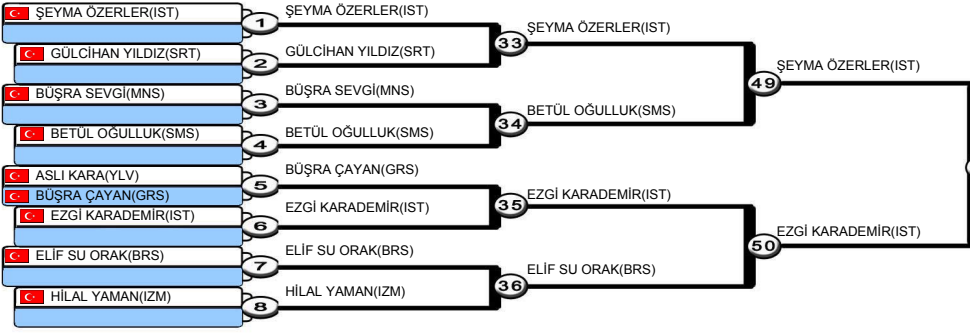 ŞEYMA ÖZERLER(IST)
1
ŞEYMA ÖZERLER(IST)
GÜLCİHAN YILDIZ(SRT)
2
GÜLCİHAN YILDIZ(SRT)
33
ŞEYMA ÖZERLER(IST)
BÜŞRA SEVGİ(MNS)
3
BÜŞRA SEVGİ(MNS)
BETÜL OĞULLUK(SMS)
4
BETÜL OĞULLUK(SMS)
34
BETÜL OĞULLUK(SMS)
49
ŞEYMA ÖZERLER(IST)
ASLI KARA(YLV)
BÜŞRA ÇAYAN(GRS)
5
BÜŞRA ÇAYAN(GRS)
EZGİ KARADEMİR(IST)
6
EZGİ KARADEMİR(IST)
35
EZGİ KARADEMİR(IST)
ELİF SU ORAK(BRS)
7
ELİF SU ORAK(BRS)
HİLAL YAMAN(IZM)
8
HİLAL YAMAN(IZM)
36
ELİF SU ORAK(BRS)
50
EZGİ KARADEMİR(IST)